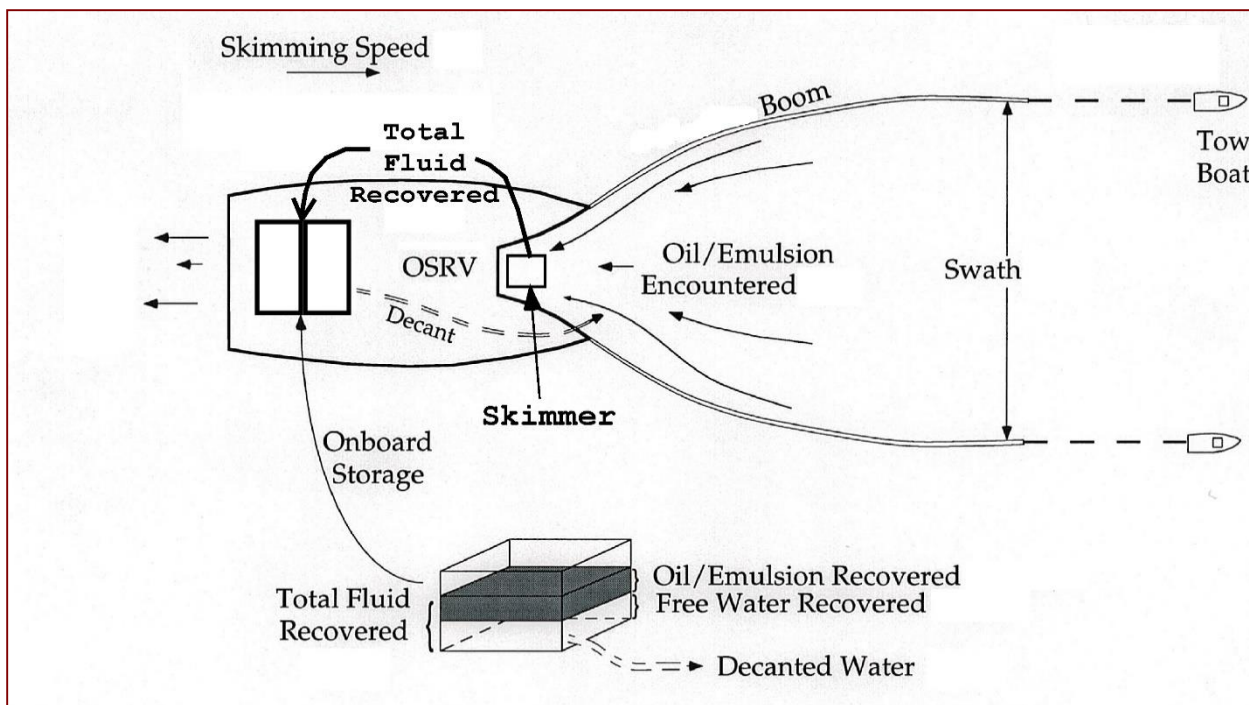 Skimming Speed
Boom
Total
Fluid
Recovered
Tow
Boat
OSRV
Oil/Emulsion
Encountered
Swath
Decant
Skimmer
Onboard
Storage
Oil/Emulsion Recovered
Free Water Recovered
Total Fluid
Recovered
Decanted Water